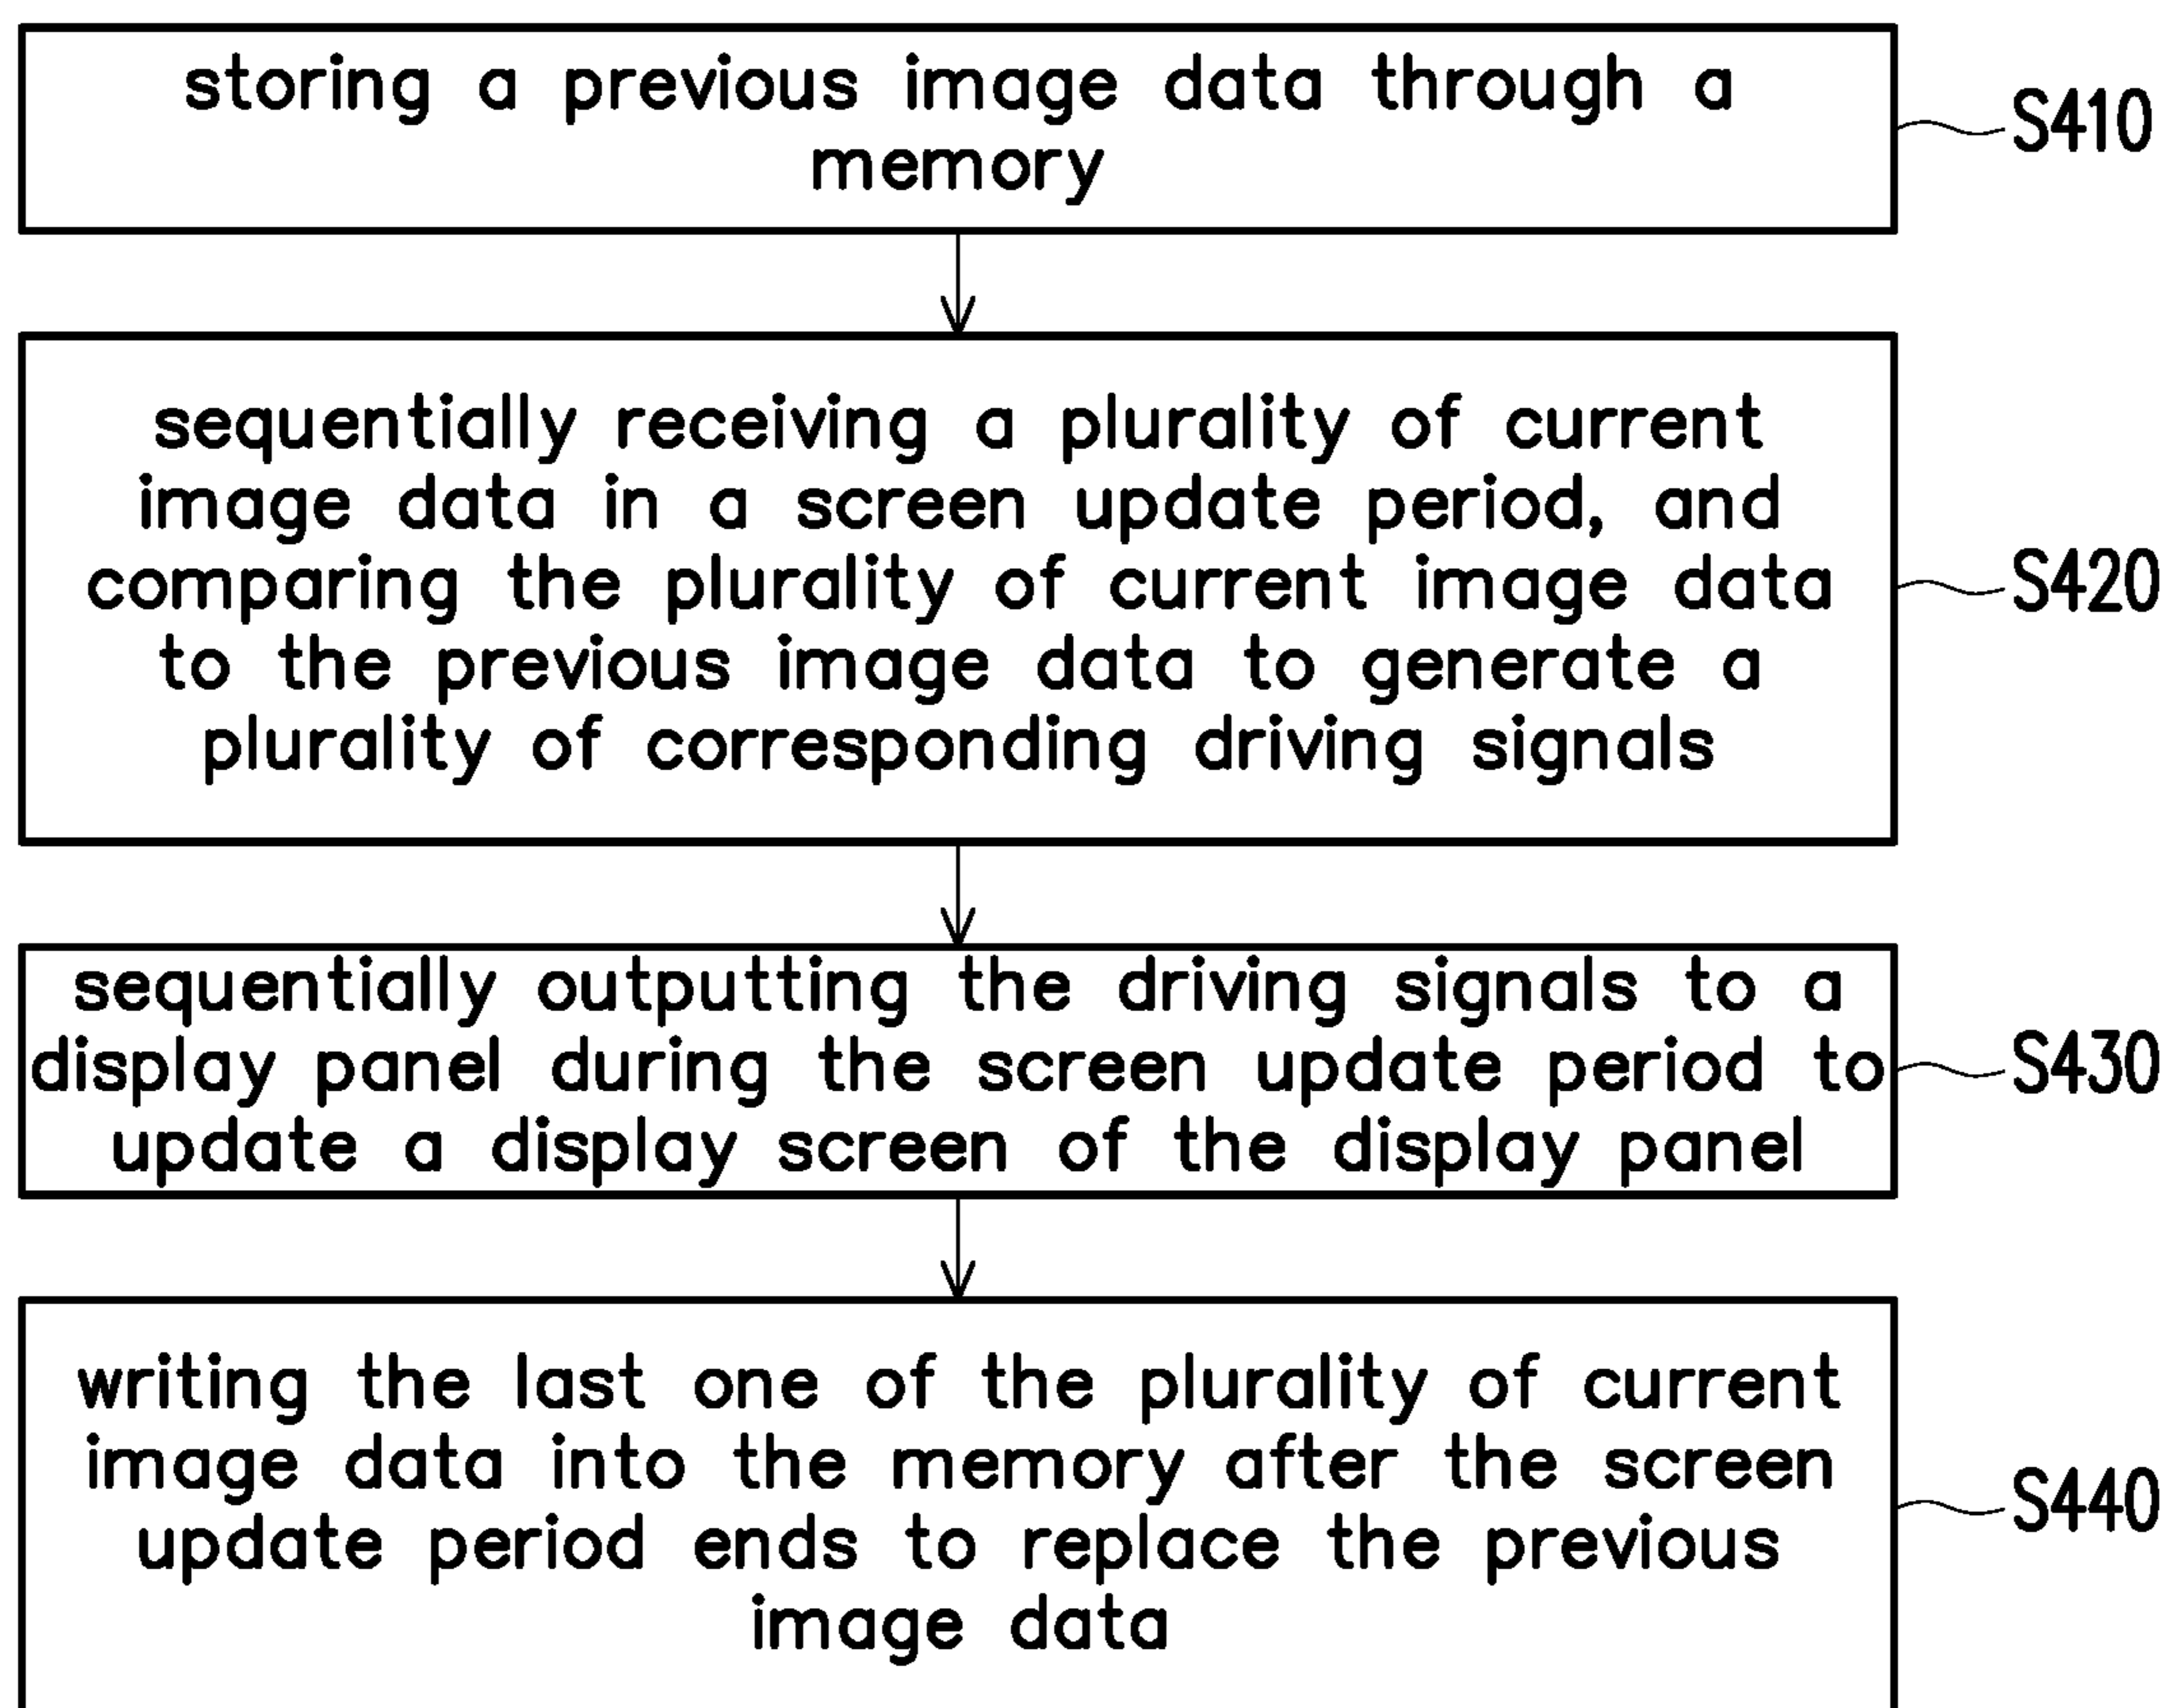 storing a previous image data through a
memory
S410
sequentially receiving a plurality of current
image data in a screen update period, and
comparing the plurality of current image data
to the previous image data to generate a
plurality of corresponding driving signals
S420
sequentially outputting the driving signals to a
display panel during the screen update period to
update a display screen of the display panel
S430
writing the last one of the plurality of current
image data into the memory after the screen
update period ends to replace the previous
image data
S440